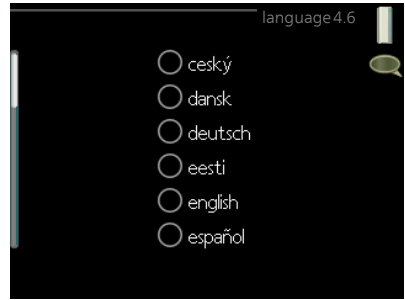 language 4.6
ceský
dansk
deutsch
eesti
english
español